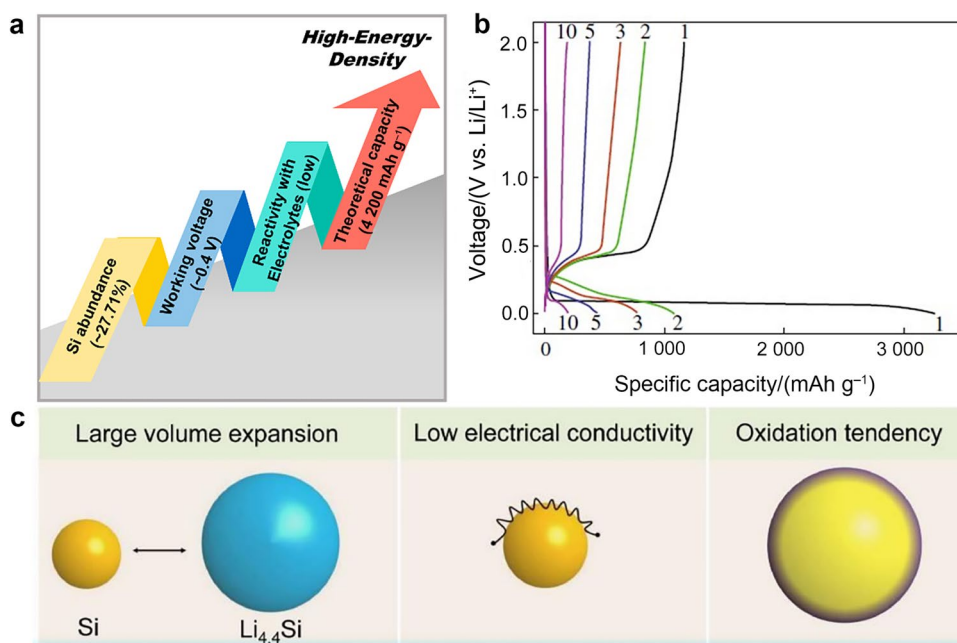 a
High-Energy-
Density
Si abundance
(~27.71%)
Working voltage
(~0.4 V)
Reactivity with
Electrolytes (low)
Theoretical capacity
(4 200 mAh g⁻¹)
b
Voltage/(V vs. Li/Li⁺)
2.0
1.5
1.0
0.5
0.0
10 5 3 2 1
10 5 3 2 1
0 1 000 2 000 3 000
Specific capacity/(mAh g⁻¹)
c
Large volume expansion
Low electrical conductivity
Oxidation tendency
Si
Li₄.₄Si